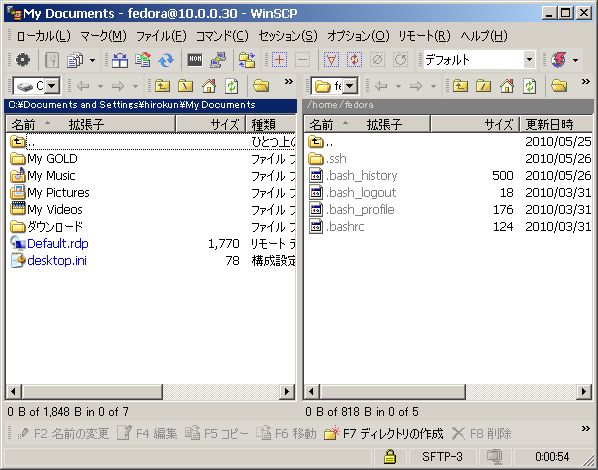 My Documents - fedora@10.0.0.30 - WinSCP
ローカル(L) マーク(M) ファイル(F) コマンド(C) セッション(S) オプション(O) リモート(R) ヘルプ(H)
デフォルト
C:¥Documents and Settings¥hirokun¥My Documents
/home/fedora
名前 拡張子 サイズ 種類
名前 拡張子 サイズ 更新日時
.. ひとつ上の
.. 2010/05/25
My GOLD ファイル フ
.ssh 2010/05/26
My Music ファイル フ
.bash_history 500 2010/05/26
My Pictures ファイル フ
.bash_logout 18 2010/03/31
My Videos ファイル フ
.bash_profile 176 2010/03/31
ダウンロード ファイル フ
.bashrc 124 2010/03/31
Default.rdp 1,770 リモート デ
desktop.ini 78 構成設定
0 B of 1,848 B in 0 of 7
0 B of 818 B in 0 of 5
F2 名前の変更 F4 編集 F5 コピー F6 移動 F7 ディレクトリの作成 F8 削除
SFTP-3 0:00:54